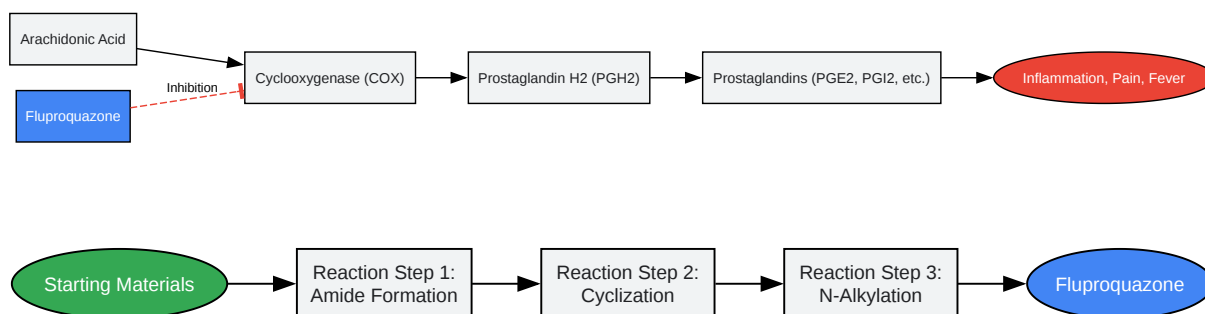 Arachidonic Acid
Fluproquazone
Inhibition
Cyclooxygenase (COX)
Prostaglandin H2 (PGH2)
Prostaglandins (PGE2, PGI2, etc.)
Inflammation, Pain, Fever
Starting Materials
Reaction Step 1:
Amide Formation
Reaction Step 2:
Cyclization
Reaction Step 3:
N-Alkylation
Fluproquazone